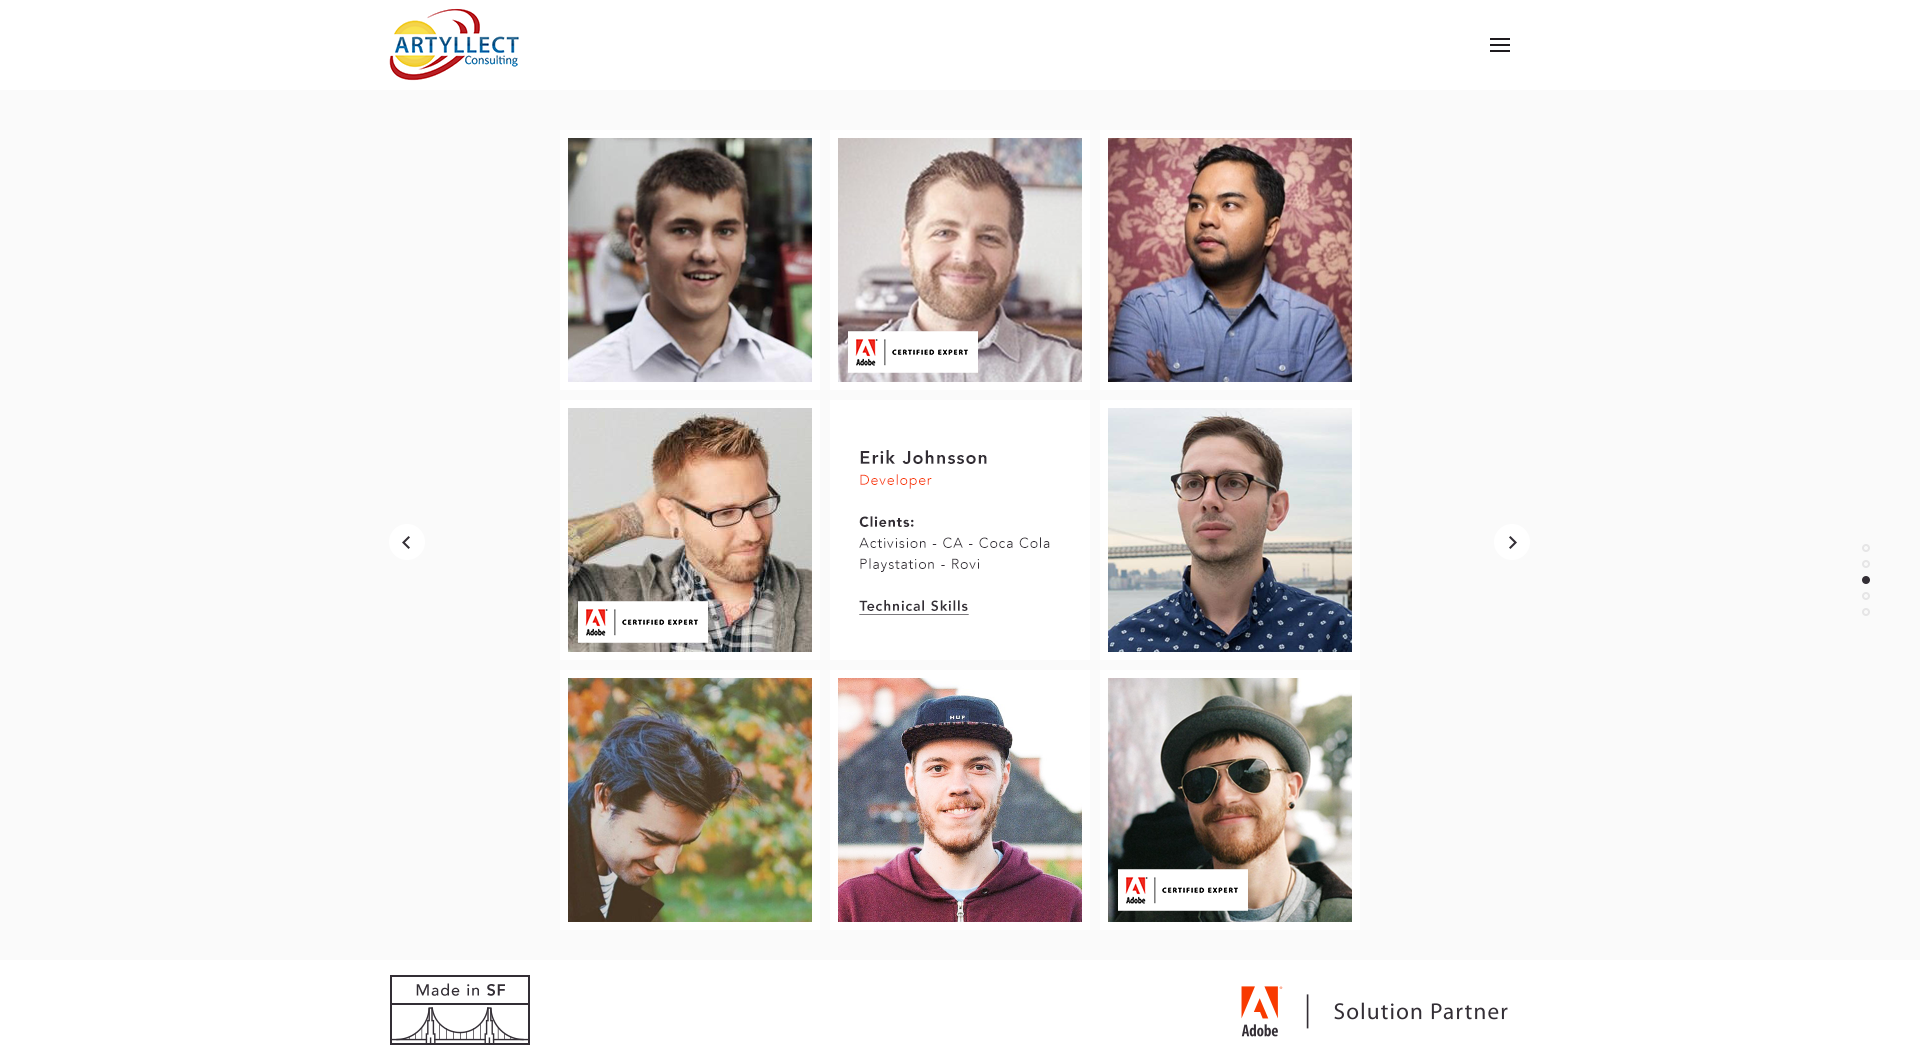 ARTYLLECT
Consulting
Adobe
CERTIFIED EXPERT
Adobe
CERTIFIED EXPERT
Erik Johnsson
Developer
Clients:
Activision - CA - Coca Cola
Playstation - Rovi
Technical Skills
HUF
Adobe
CERTIFIED EXPERT
Made in SF
Adobe
Solution Partner